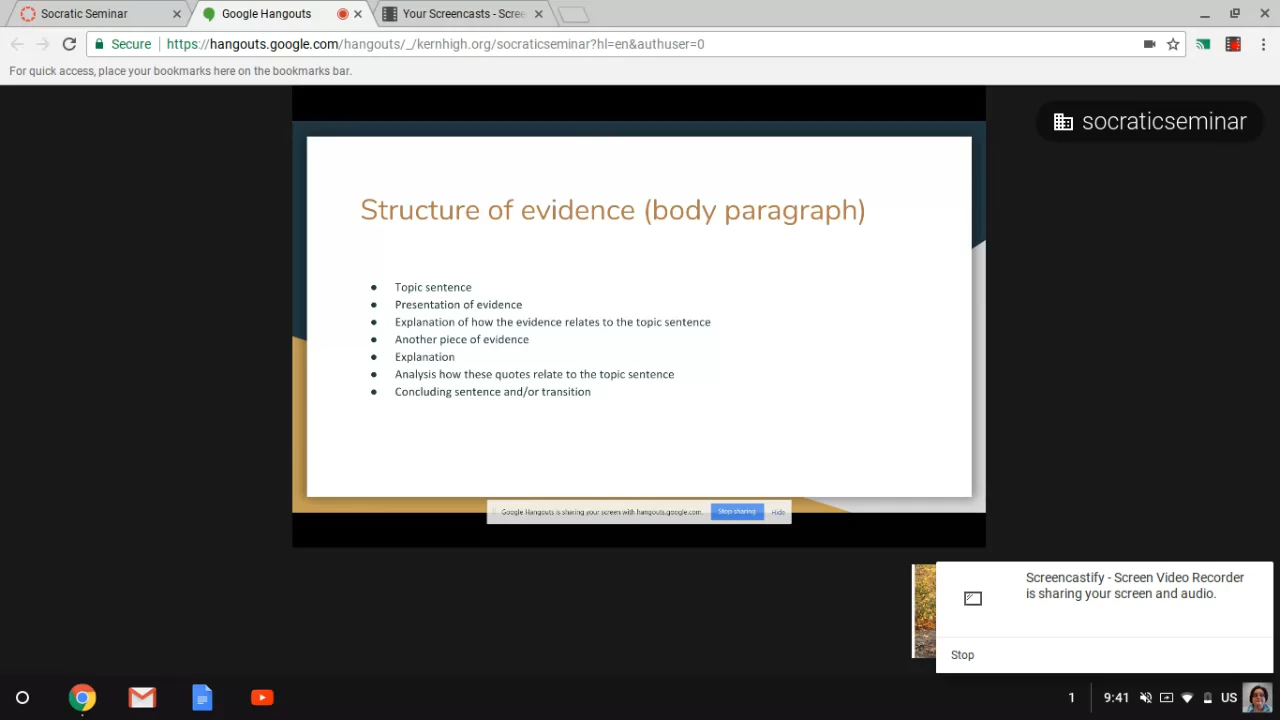 Socratic Seminar
Google Hangouts
Your Screencasts - Scree
Secure
https://hangouts.google.com/hangouts/_/kernhigh.org/socraticseminar?hl=en&authuser=0
For quick access, place your bookmarks here on the bookmarks bar.
socraticseminar
Structure of evidence (body paragraph)
● Topic sentence
● Presentation of evidence
● Explanation of how the evidence relates to the topic sentence
● Another piece of evidence
● Explanation
● Analysis how these quotes relate to the topic sentence
● Concluding sentence and/or transition
Google Hangouts is sharing your screen with hangouts.google.com.
Stop sharing
Hide
Screencastify - Screen Video Recorder
is sharing your screen and audio.
Stop
1
9:41
US